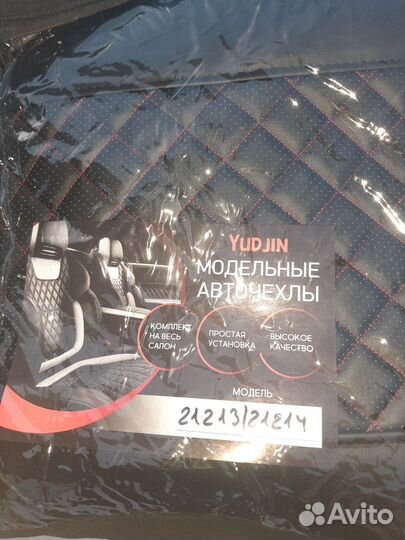 YUDJIN
МОДЕЛЬНЫЕ
АВТОЧЕХЛЫ
КОМПЛЕКТ
НА ВЕСЬ
САЛОН
ПРОСТАЯ
УСТАНОВКА
ВЫСОКОЕ
КАЧЕСТВО
МОДЕЛЬ
21213/21214
Avito